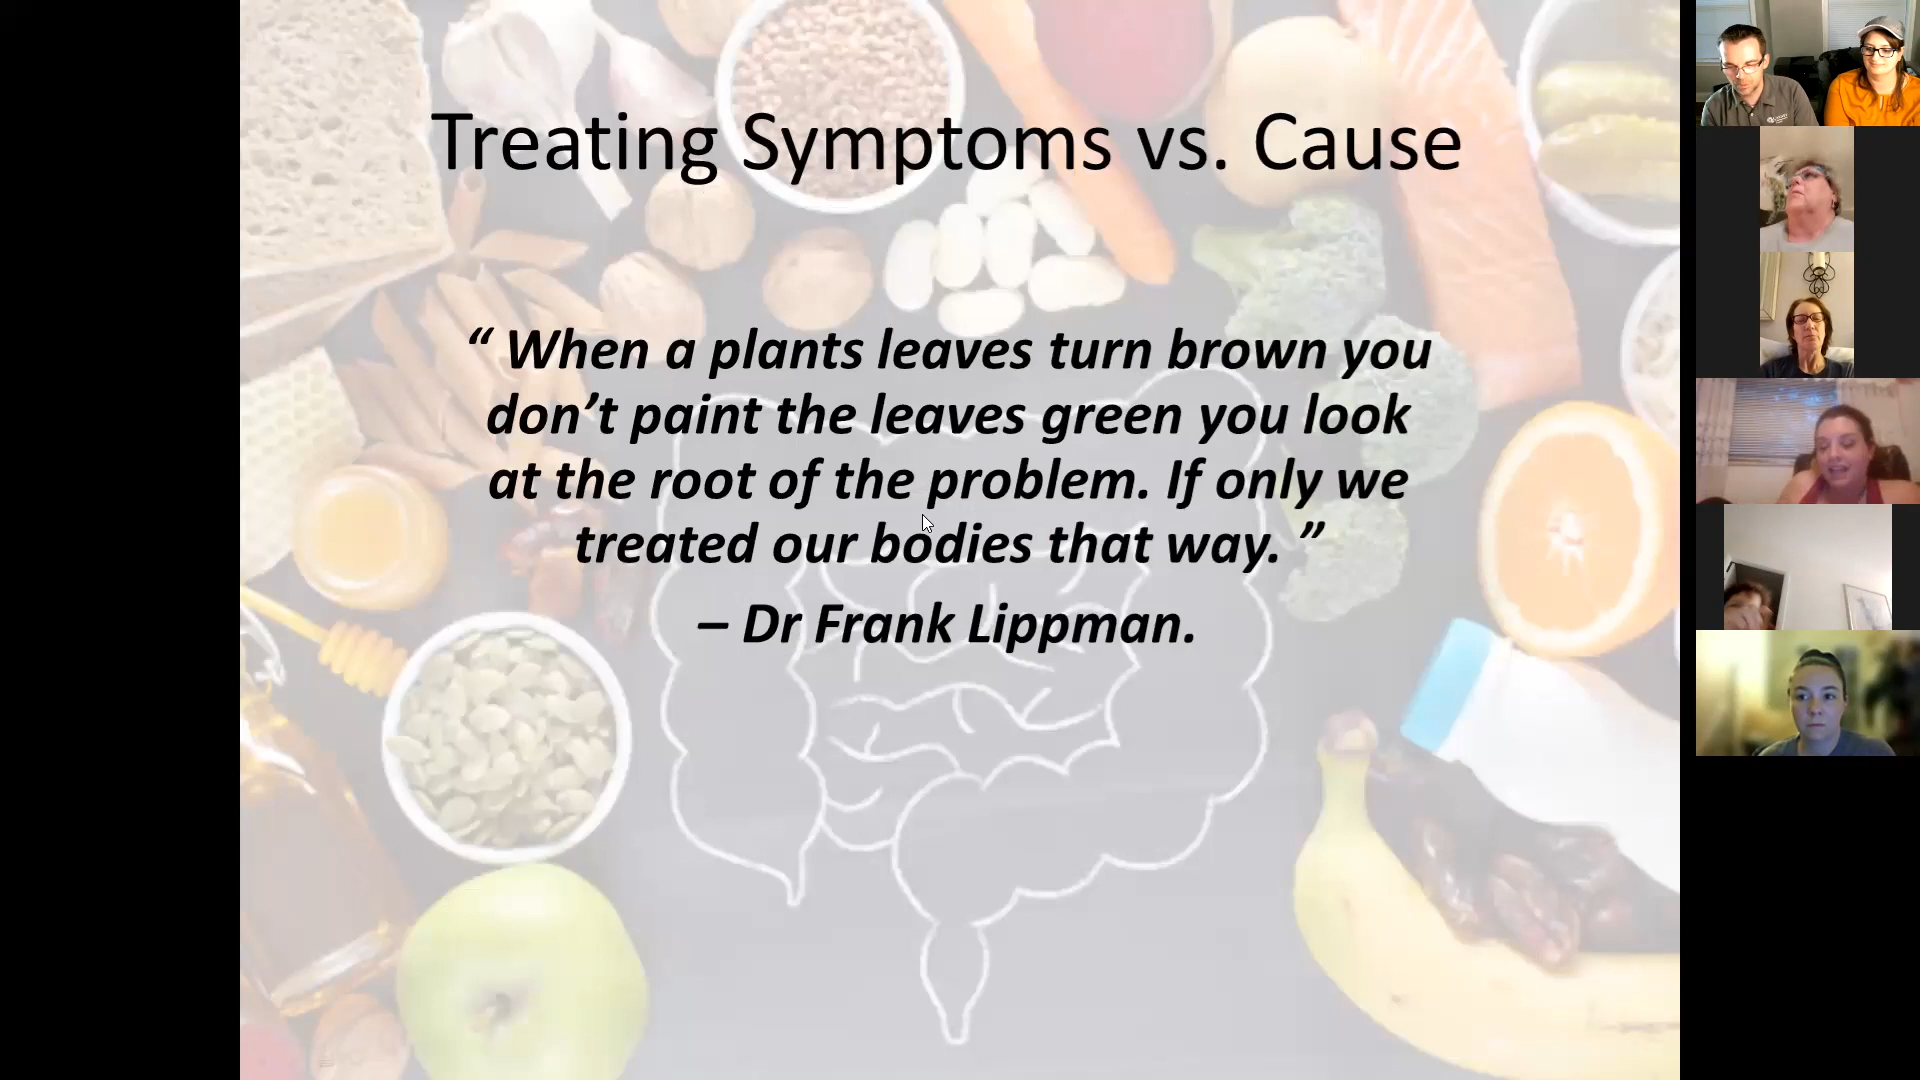 Treating Symptoms vs. Cause
“ When a plants leaves turn brown you
don’t paint the leaves green you look
at the root of the problem. If only we
treated our bodies that way. ”
– Dr Frank Lippman.